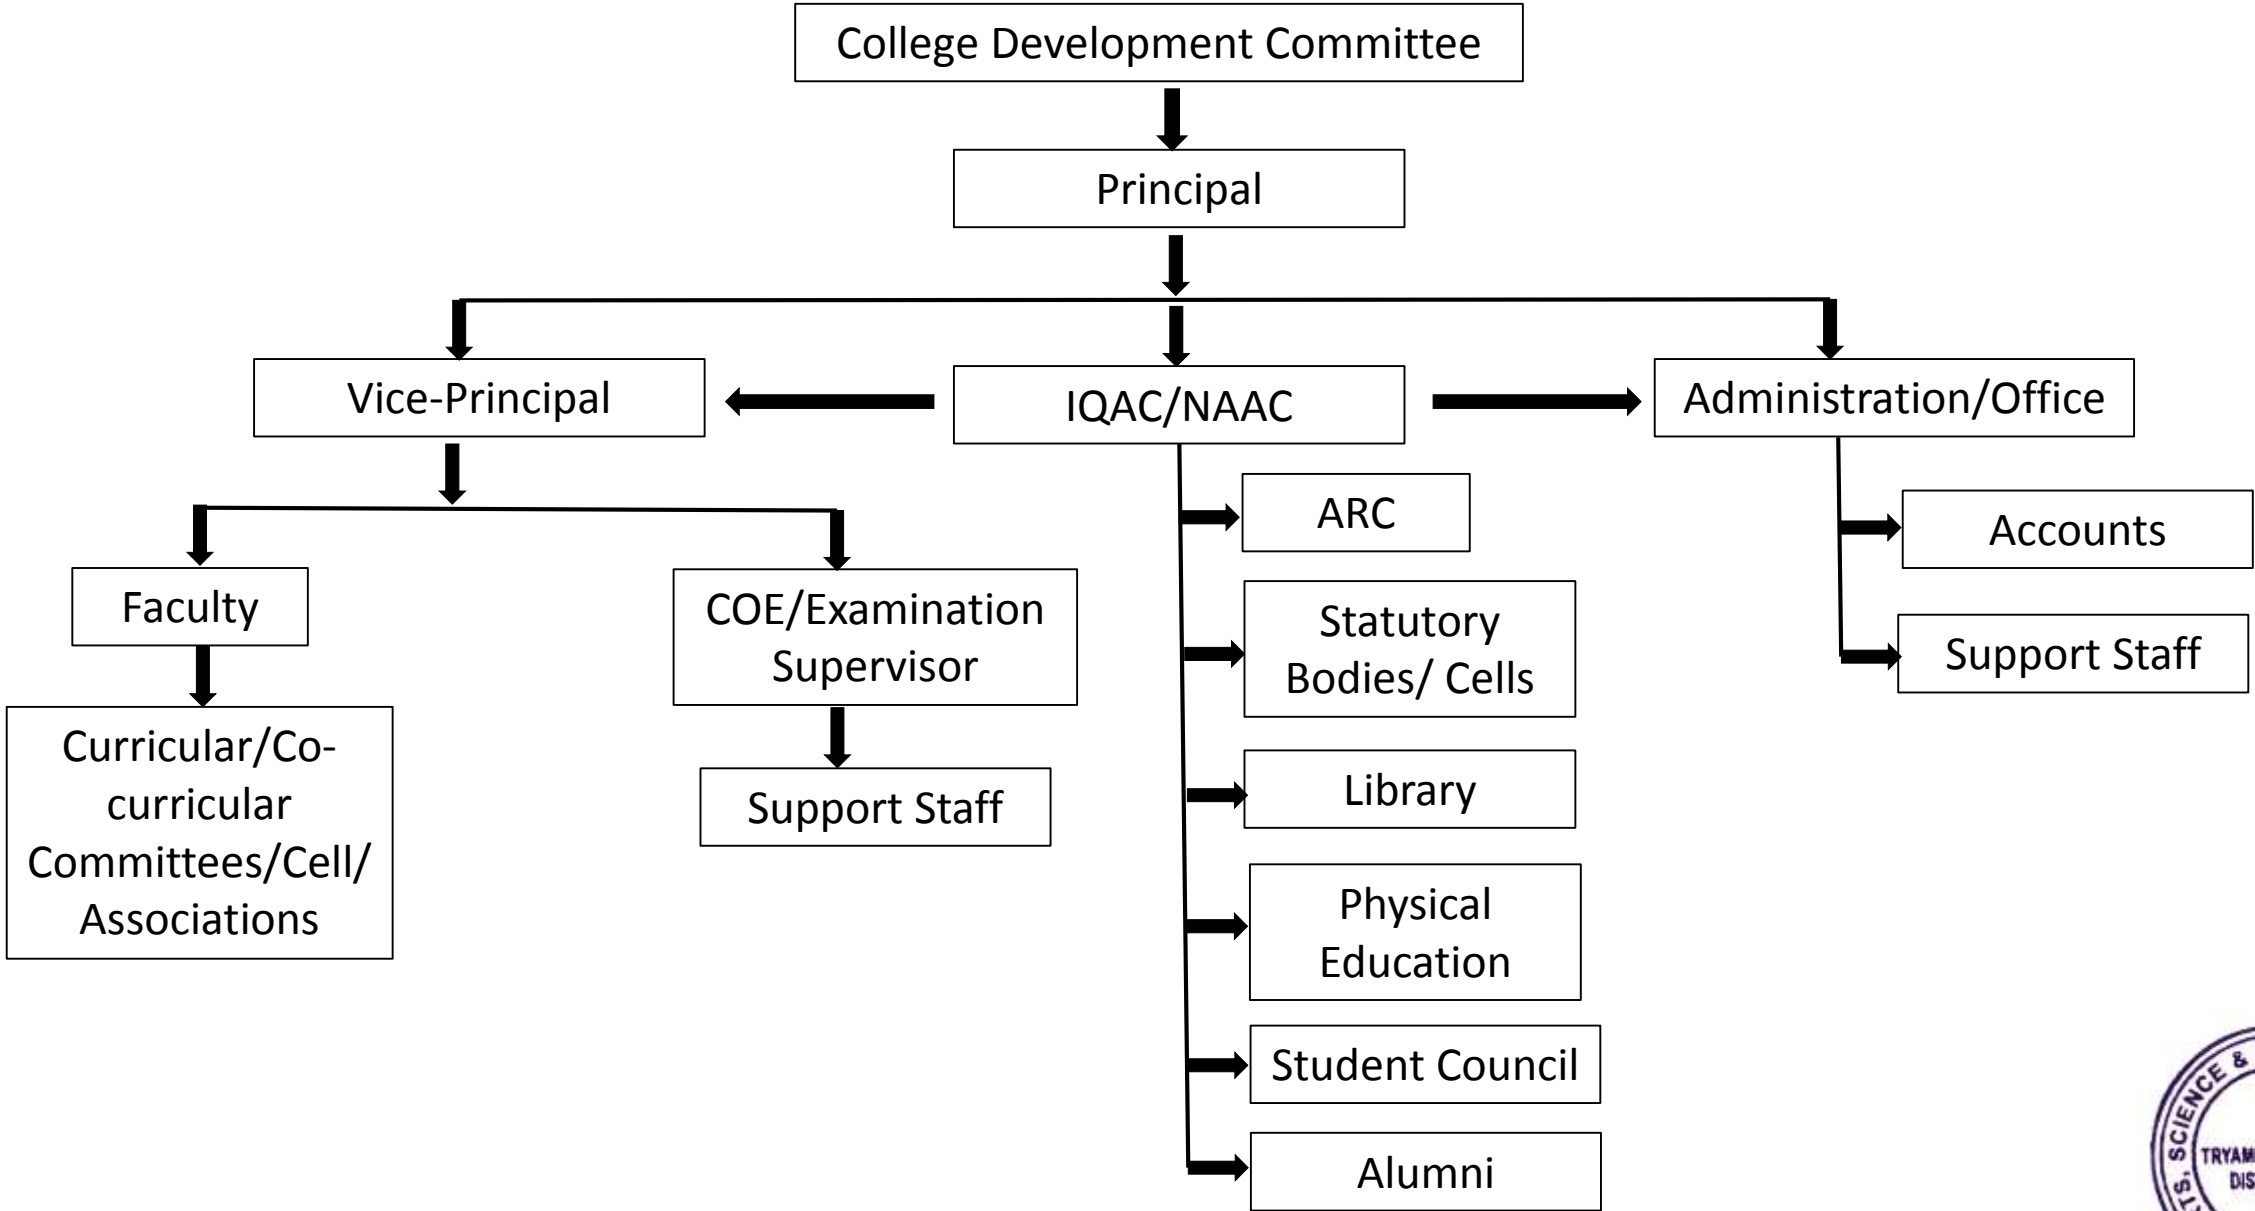 College Development Committee
Principal
Vice-Principal
IQAC/NAAC
Administration/Office
ARC
Accounts
Faculty
COE/Examination
Supervisor
Statutory
Bodies/ Cells
Support Staff
Curricular/Co-
curricular
Committees/Cell/
Associations
Support Staff
Library
Physical
Education
Student Council
Alumni
SCIENCE &